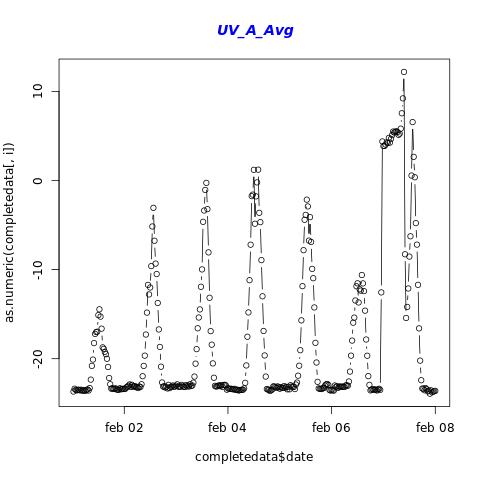 UV_A_Avg
as.numeric(completedata[, i])
10
0
-10
-20
feb 02
feb 04
feb 06
feb 08
completedata$date